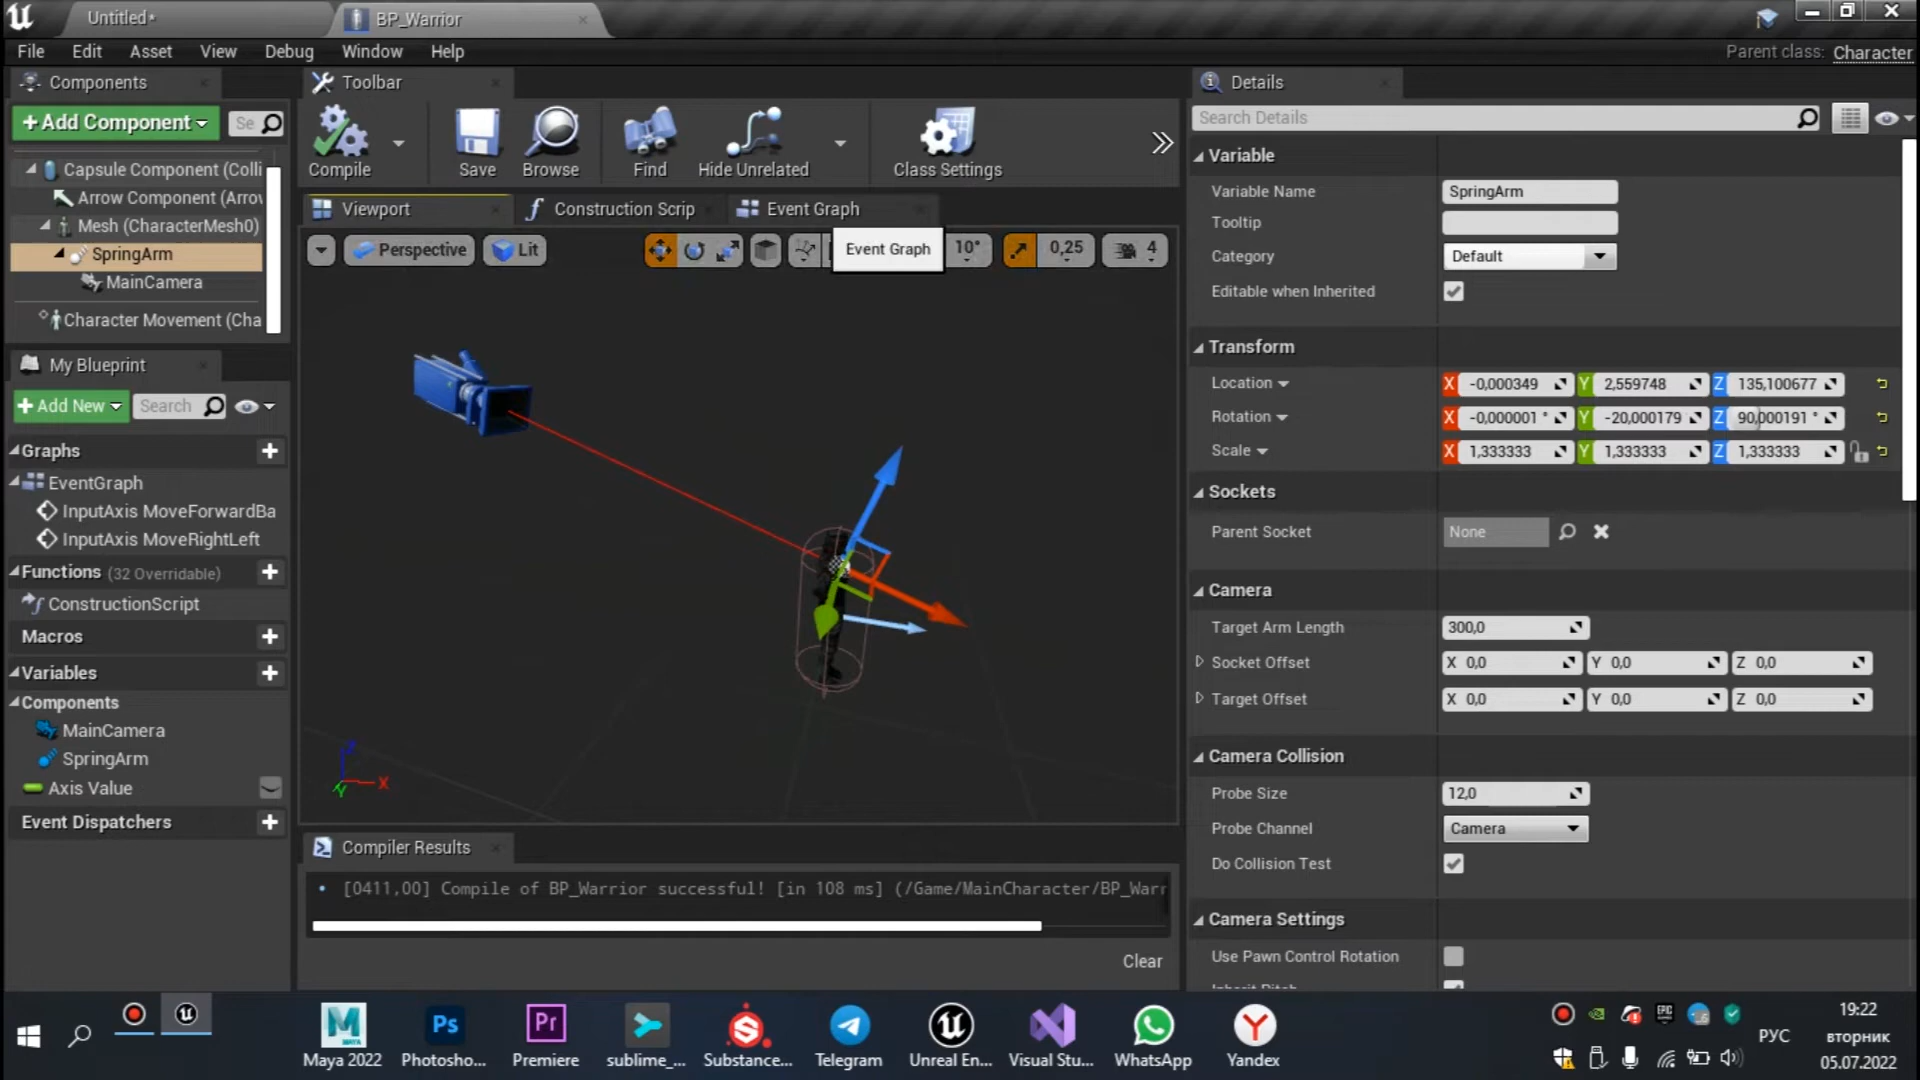 Untitled*
BP_Warrior
File Edit Asset View Debug Window Help
Parent class: Character
Components
+ Add Component
Se
Capsule Component (Colli
Arrow Component (Arrow
Mesh (CharacterMesh0)
SpringArm
MainCamera
Character Movement (Cha
My Blueprint
+ Add New
Search
Graphs
EventGraph
InputAxis MoveForwardBa
InputAxis MoveRightLeft
Functions (32 Overridable)
ConstructionScript
Macros
Variables
Components
MainCamera
SpringArm
Axis Value
Event Dispatchers
Toolbar
Compile
Save
Browse
Find
Hide Unrelated
Class Settings
Viewport
Construction Scrip
Event Graph
Perspective
Lit
Event Graph
10°
0,25
4
Z
X
Y
Compiler Results
[0411,00] Compile of BP_Warrior successful! [in 108 ms] (/Game/MainCharacter/BP_Warr
Clear
Details
Search Details
Variable
Variable Name SpringArm
Tooltip
Category Default
Editable when Inherited
Transform
Location X -0,000349 Y 2,559748 Z 135,100677
Rotation X -0,000001 ° Y -20,000179 Z 90,000191 °
Scale X 1,333333 Y 1,333333 Z 1,333333
Sockets
Parent Socket None
Camera
Target Arm Length 300,0
Socket Offset X 0,0 Y 0,0 Z 0,0
Target Offset X 0,0 Y 0,0 Z 0,0
Camera Collision
Probe Size 12,0
Probe Channel Camera
Do Collision Test
Camera Settings
Use Pawn Control Rotation
Inherit Pitch
Maya 2022
Photosho...
Premiere
sublime_...
Substance...
Telegram
Unreal En...
Visual Stu...
WhatsApp
Yandex
РУС
19:22
вторник
05.07.2022